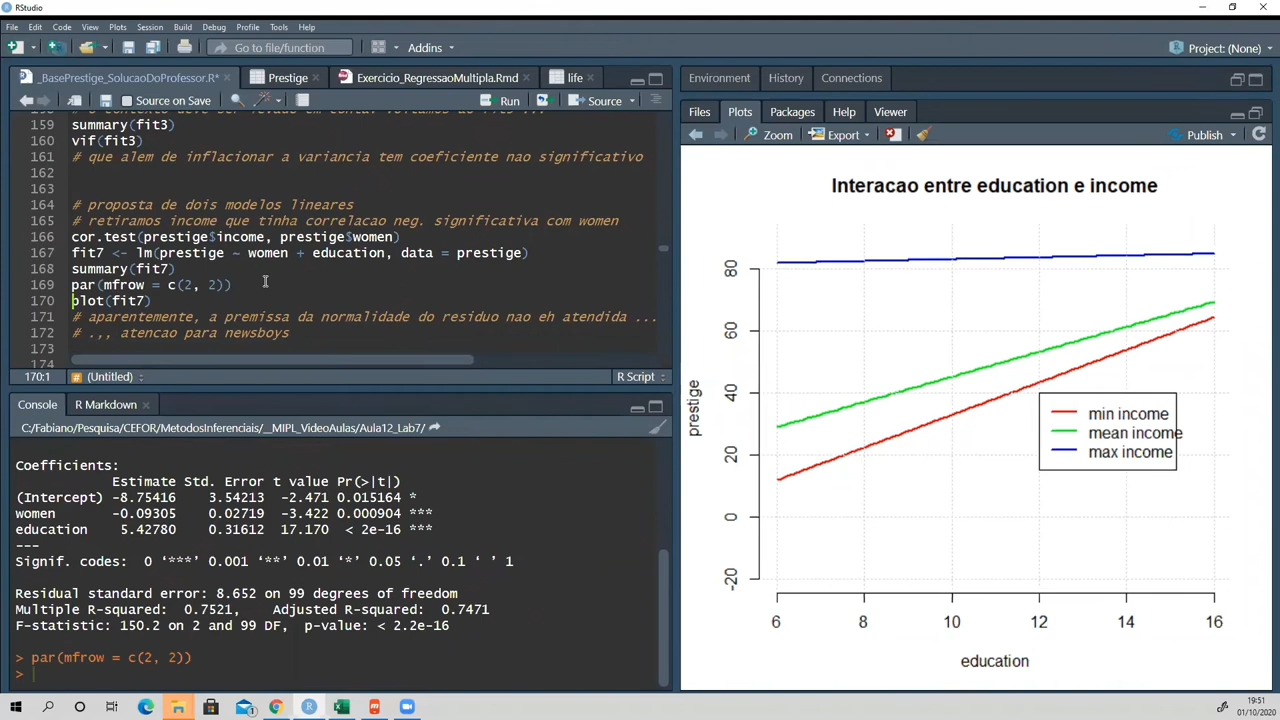 RStudio
File Edit Code View Plots Session Build Debug Profile Tools Help
Go to file/function
Addins
Project: (None)
_BasePrestige_SolucaoDoProfessor.R*
Prestige
Exercicio_RegressaoMultipla.Rmd
life
Source on Save
Run
Source
159 summary(fit3)
160 vif(fit3)
161 # que alem de inflacionar a variancia tem coeficiente nao significativo
162
163
164 # proposta de dois modelos lineares
165 # retiramos income que tinha correlacao neg. significativa com women
166 cor.test(prestige$income, prestige$women)
167 fit7 <- lm(prestige ~ women + education, data = prestige)
168 summary(fit7)
169 par(mfrow = c(2, 2))
170 plot(fit7)
171 # aparentemente, a premissa da normalidade do residuo nao eh atendida ...
172 # .,, atencao para newsboys
173
174
170:1
# (Untitled)
R Script
Console
R Markdown
C:/Fabiano/Pesquisa/CEFOR/MetodosInferenciais/__MIPL_VideoAulas/Aula12_Lab7/
Coefficients:
Estimate Std. Error t value Pr(>|t|)
(Intercept) -8.75416 3.54213 -2.471 0.015164 *
women -0.09305 0.02719 -3.422 0.000904 ***
education 5.42780 0.31612 17.170 < 2e-16 ***
---
Signif. codes: 0 ‘***’ 0.001 ‘**’ 0.01 ‘*’ 0.05 ‘.’ 0.1 ‘ ’ 1
Residual standard error: 8.652 on 99 degrees of freedom
Multiple R-squared: 0.7521, Adjusted R-squared: 0.7471
F-statistic: 150.2 on 2 and 99 DF, p-value: < 2.2e-16
> par(mfrow = c(2, 2))
>
Environment
History
Connections
Files
Plots
Packages
Help
Viewer
Zoom
Export
Publish
Interacao entre education e income
80
60
40
20
0
-20
prestige
min income
mean income
max income
6 8 10 12 14 16
education
19:51
01/10/2020